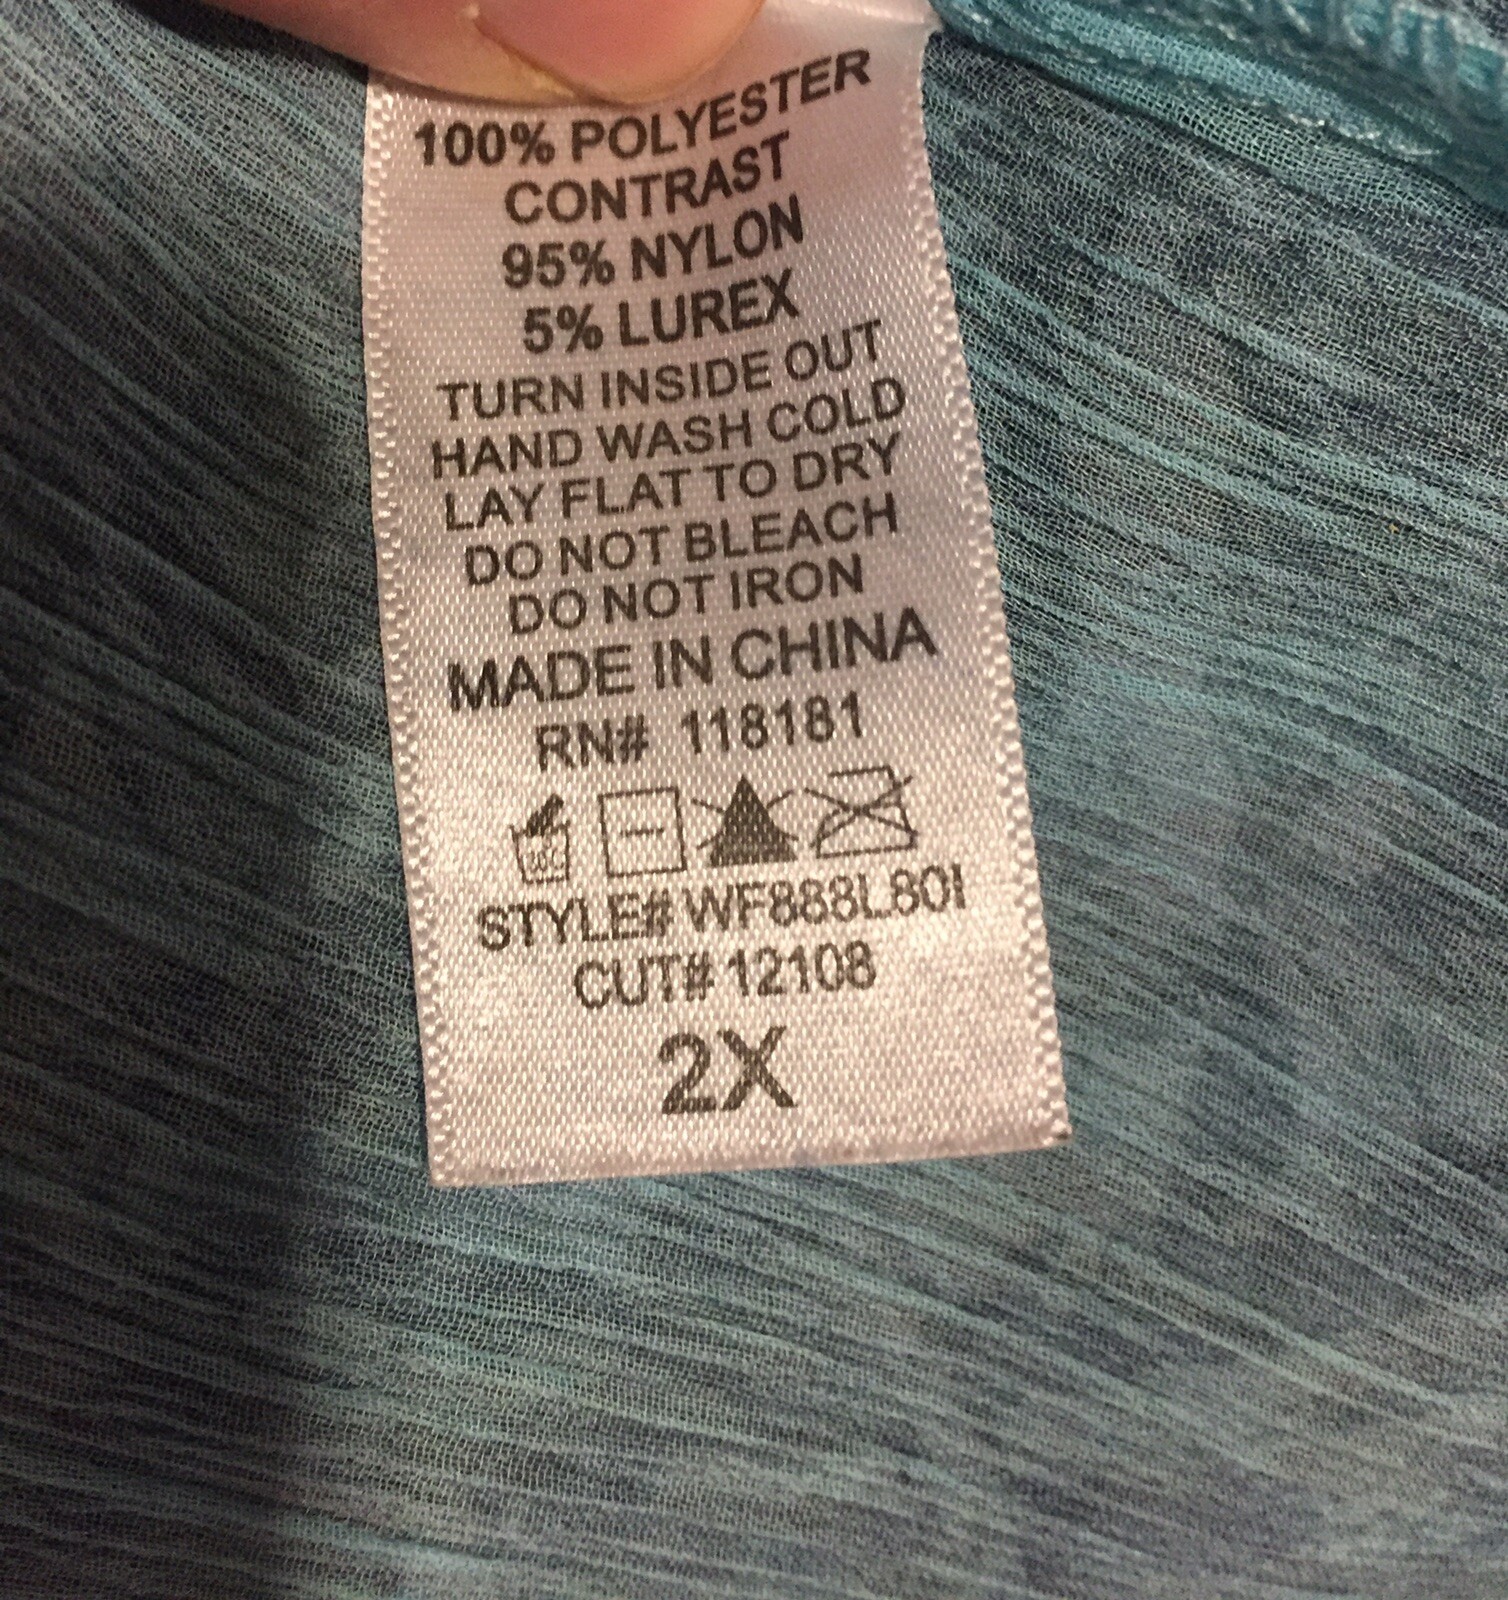 100% POLYESTER
CONTRAST
95% NYLON
5% LUREX
TURN INSIDE OUT
HAND WASH COLD
LAY FLAT TO DRY
DO NOT BLEACH
DO NOT IRON
MADE IN CHINA
RN# 118181
STYLE# WF888L80I
CUT# 12108
2X